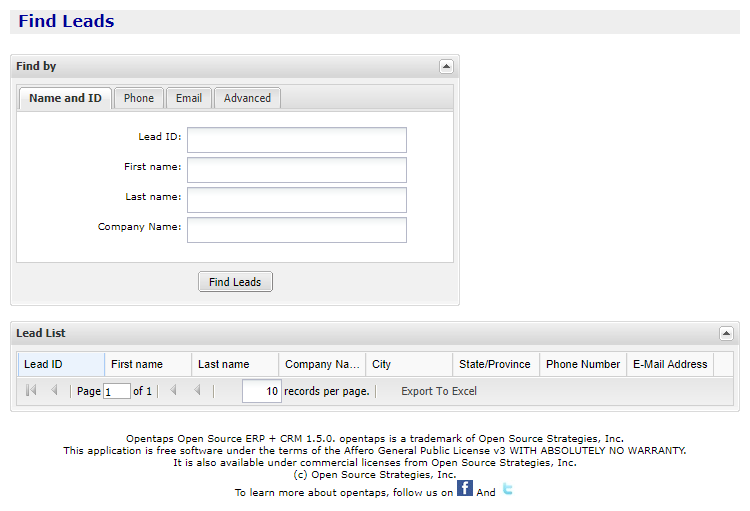 Find Leads
Find by
Name and ID Phone Email Advanced
Lead ID:
First name:
Last name:
Company Name:
Find Leads
Lead List
Lead ID First name Last name Company Na... City State/Province Phone Number E-Mail Address
Page 1 of 1 10 records per page. Export To Excel
Opentaps Open Source ERP + CRM 1.5.0. opentaps is a trademark of Open Source Strategies, Inc.
This application is free software under the terms of the Affero General Public License v3 WITH ABSOLUTELY NO WARRANTY.
It is also available under commercial licenses from Open Source Strategies, Inc.
(c) Open Source Strategies, Inc.
To learn more about opentaps, follow us on f And t